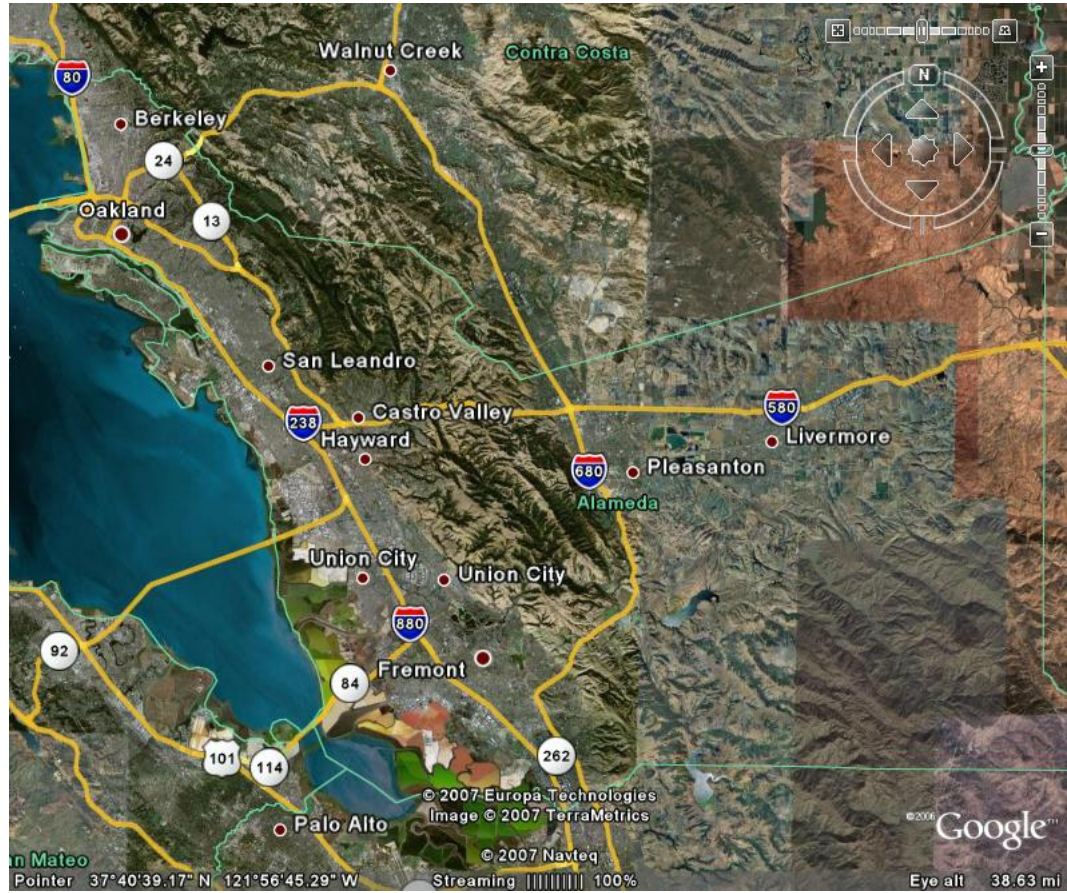 Walnut Creek
Contra Costa
80
N
Berkeley
24
Oakland
13
San Leandro
Castro Valley
580
238
Hayward
Livermore
680
Pleasanton
Alameda
Union City
Union City
880
92
Fremont
84
101
114
262
© 2007 Europa Technologies
Image © 2007 TerraMetrics
©2006 Google™
Palo Alto
© 2007 Navteq
an Mateo
Pointer 37°40'39.17" N 121°56'45.29" W Streaming 100% Eye alt 38.63 mi